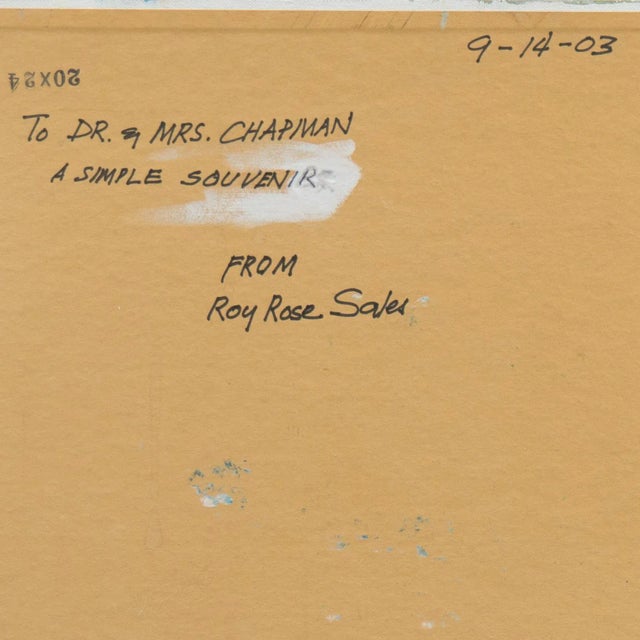 9-14-03
20X24
To DR. & MRS. CHAPMAN
A SIMPLE SOUVENIR
FROM
Roy Rose Sales